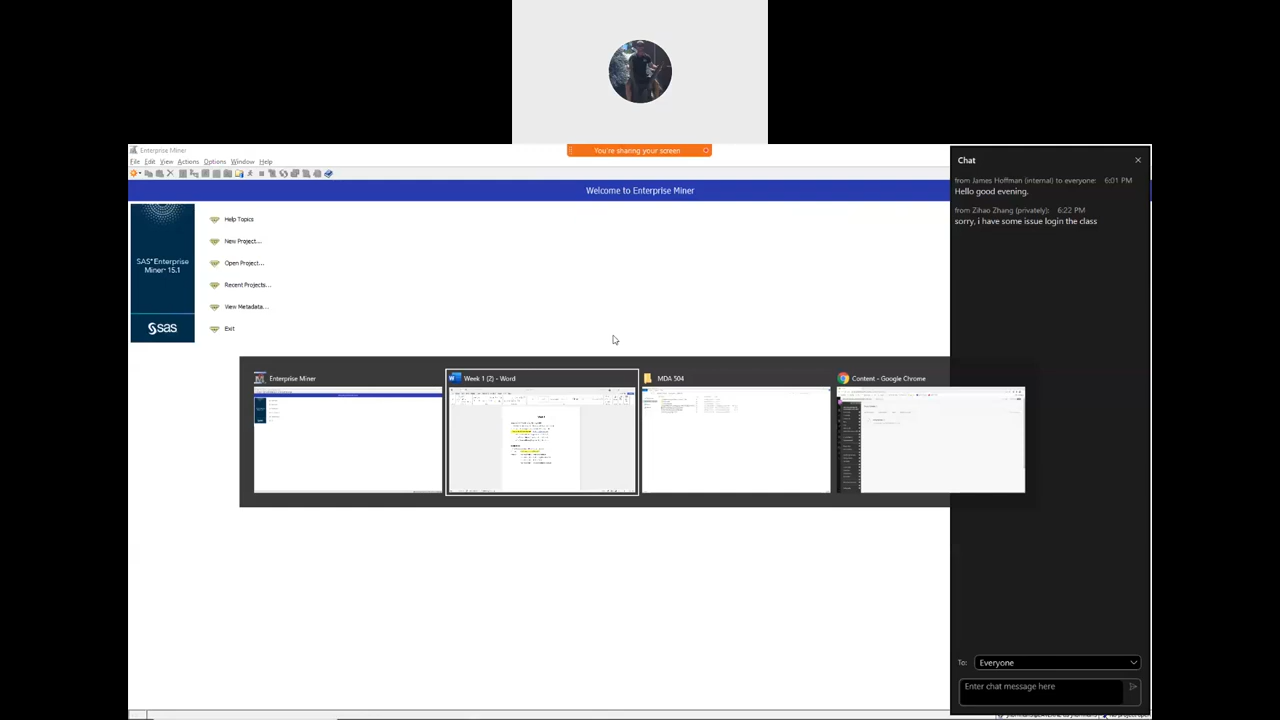 Enterprise Miner
You're sharing your screen
File Edit View Actions Options Window Help
Welcome to Enterprise Miner
SAS® Enterprise
Miner™ 15.1
sas
Help Topics
New Project...
Open Project...
Recent Projects...
View Metadata...
Exit
Enterprise Miner
Week 1 (2) - Word
MDA 504
Content - Google Chrome
Chat
from James Hoffman (internal) to everyone: 6:01 PM
Hello good evening.
from Zihao Zhang (privately): 6:22 PM
sorry, i have some issue login the class
To: Everyone
Enter chat message here